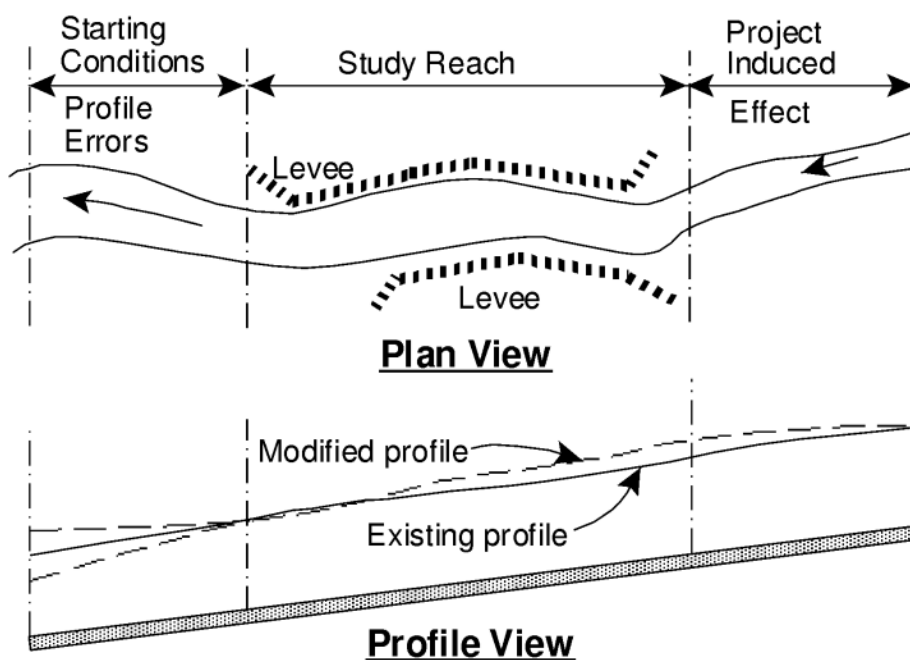 Starting
Conditions
Profile
Errors
Study Reach
Project
Induced
Effect
Levee
Levee
Plan View
Modified profile
Existing profile
Profile View